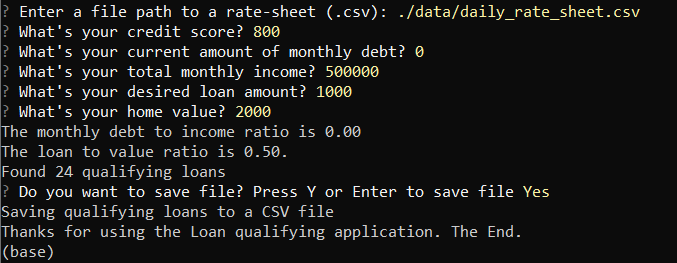 ? Enter a file path to a rate-sheet (.csv): ./data/daily_rate_sheet.csv
? What's your credit score? 800
? What's your current amount of monthly debt? 0
? What's your total monthly income? 500000
? What's your desired loan amount? 1000
? What's your home value? 2000
The monthly debt to income ratio is 0.00
The loan to value ratio is 0.50.
Found 24 qualifying loans
? Do you want to save file? Press Y or Enter to save file Yes
Saving qualifying loans to a CSV file
Thanks for using the Loan qualifying application. The End.
(base)